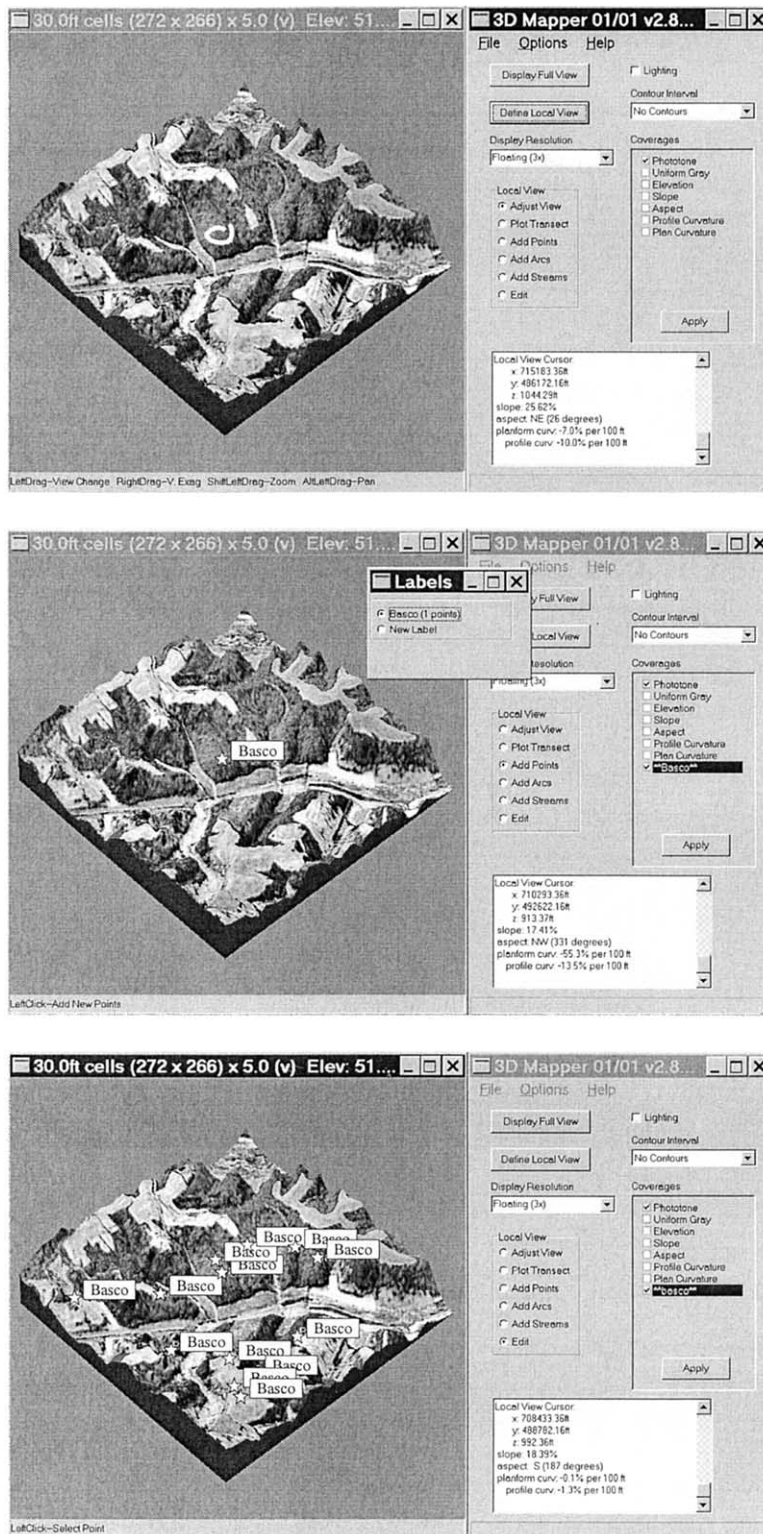 30.0ft cells (272 x 266) x 5.0 (v) Elev: 51....
3D Mapper 01/01 v2.8...
File Options Help
Display Full View
Lighting
Contour Interval
Define Local View
No Contours
Display Resolution
Coverages
Floating (3x)
Phototone
Uniform Gray
Elevation
Slope
Aspect
Profile Curvature
Plan Curvature
Local View
Adjust View
Plot Transect
Add Points
Add Arcs
Add Streams
Edit
Apply
Local View Cursor
x: 715183.36ft
y: 486172.16ft
z: 1044.29ft
slope: 25.62%
aspect: NE (26 degrees)
planform curv: -7.0% per 100 ft
profile curv: -10.0% per 100 ft
LeftDrag-View Change RightDrag-V. Exag ShiftLeftDrag-Zoom AltLeftDrag-Pan
30.0ft cells (272 x 266) x 5.0 (v) Elev: 51....
3D Mapper 01/01 v2.8...
File Options Help
Labels
Basco (1 points)
New Label
y Full View
Lighting
Contour Interval
Local View
No Contours
Resolution
Coverages
Floating (3x)
Phototone
Uniform Gray
Elevation
Slope
Aspect
Profile Curvature
Plan Curvature
**Basco**
Local View
Adjust View
Plot Transect
Add Points
Add Arcs
Add Streams
Edit
Apply
Basco
Local View Cursor
x: 710293.36ft
y: 492622.16ft
z: 913.37ft
slope: 17.41%
aspect: NW (331 degrees)
planform curv: -55.3% per 100 ft
profile curv: -13.5% per 100 ft
LeftClick-Add New Points
30.0ft cells (272 x 266) x 5.0 (v) Elev: 51....
3D Mapper 01/01 v2.8...
File Options Help
Display Full View
Lighting
Contour Interval
Define Local View
No Contours
Display Resolution
Coverages
Floating (3x)
Phototone
Uniform Gray
Elevation
Slope
Aspect
Profile Curvature
Plan Curvature
**basco**
Local View
Adjust View
Plot Transect
Add Points
Add Arcs
Add Streams
Edit
Apply
Basco
Basco
Basco
Basco
Basco
Basco
Basco
Basco
Basco
Basco
Basco
Basco
Basco
Local View Cursor
x: 708433.36ft
y: 488782.16ft
z: 992.36ft
slope: 18.39%
aspect: S (187 degrees)
planform curv: -0.1% per 100 ft
profile curv: -1.3% per 100 ft
LeftClick-Select Point